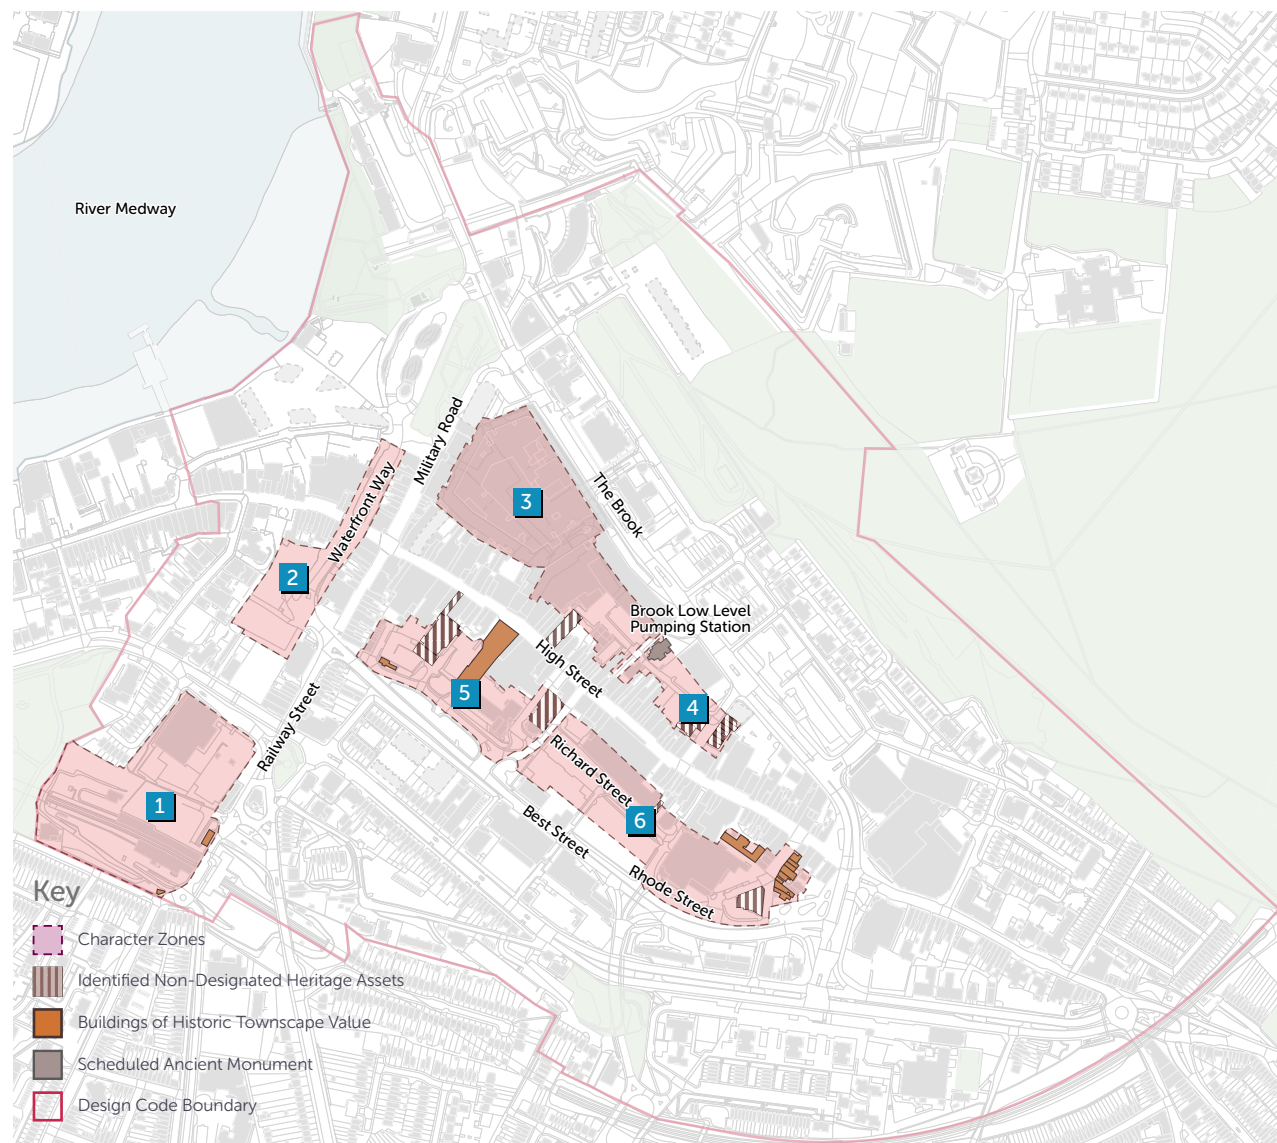 River Medway
Military Road
Waterfront Way
The Brook
3
2
Brook Low Level
Pumping Station
High Street
5
4
Railway Street
Richard Street
1
6
Best Street
Rhode Street
Key
Character Zones
Identified Non-Designated Heritage Assets
Buildings of Historic Townscape Value
Scheduled Ancient Monument
Design Code Boundary